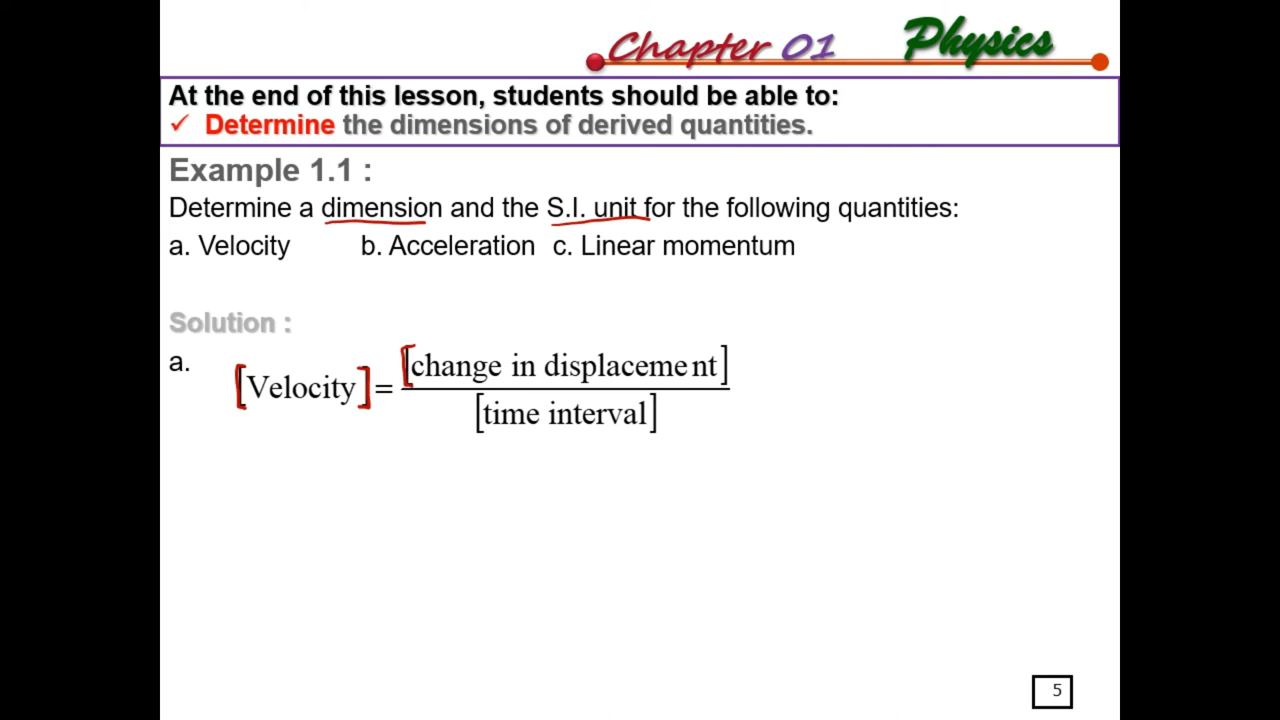 Chapter 01 Physics
At the end of this lesson, students should be able to:
✓ Determine the dimensions of derived quantities.
Example 1.1 :
Determine a dimension and the S.I. unit for the following quantities:
a. Velocity b. Acceleration c. Linear momentum
Solution :
a.
[change in displaceme nt]
[Velocity] =
[time interval]
5